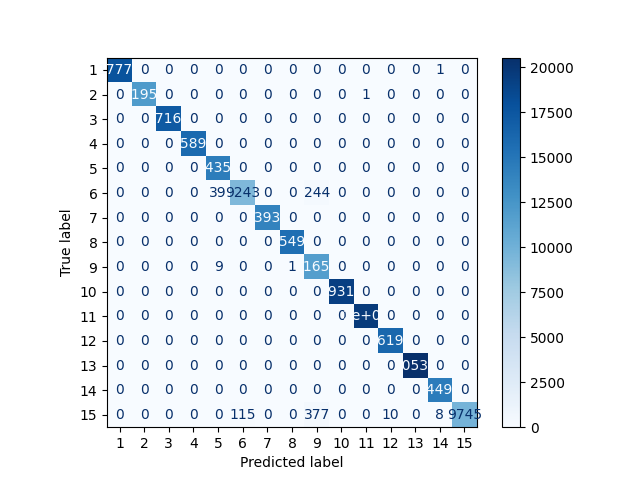 1 777 0 0 0 0 0 0 0 0 0 0 0 0 1 0
2 0 195 0 0 0 0 0 0 0 0 1 0 0 0 0
3 0 0 716 0 0 0 0 0 0 0 0 0 0 0 0
4 0 0 0 589 0 0 0 0 0 0 0 0 0 0 0
5 0 0 0 0 435 0 0 0 0 0 0 0 0 0 0
6 0 0 0 0 39 9243 0 0 244 0 0 0 0 0 0
7 0 0 0 0 0 0 393 0 0 0 0 0 0 0 0
8 0 0 0 0 0 0 0 549 0 0 0 0 0 0 0
9 0 0 0 0 9 0 0 1 165 0 0 0 0 0 0
10 0 0 0 0 0 0 0 0 0 931 0 0 0 0 0
11 0 0 0 0 0 0 0 0 0 0 e+0 0 0 0 0
12 0 0 0 0 0 0 0 0 0 0 0 619 0 0 0
13 0 0 0 0 0 0 0 0 0 0 0 0 053 0 0
14 0 0 0 0 0 0 0 0 0 0 0 0 0 449 0
15 0 0 0 0 0 115 0 0 377 0 0 10 0 8 9745
1 2 3 4 5 6 7 8 9 10 11 12 13 14 15
Predicted label
True label
20000
17500
15000
12500
10000
7500
5000
2500
0